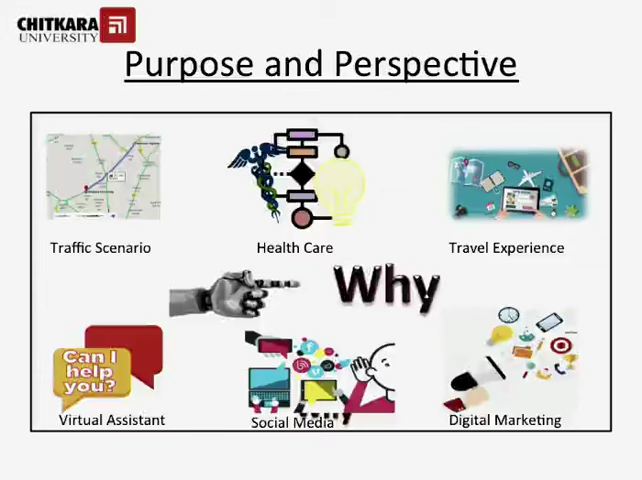 CHITKARA
UNIVERSITY
Purpose and Perspective
Traffic Scenario
Health Care
Travel Experience
Why
Can I
help
you?
Virtual Assistant
Social Media
Digital Marketing